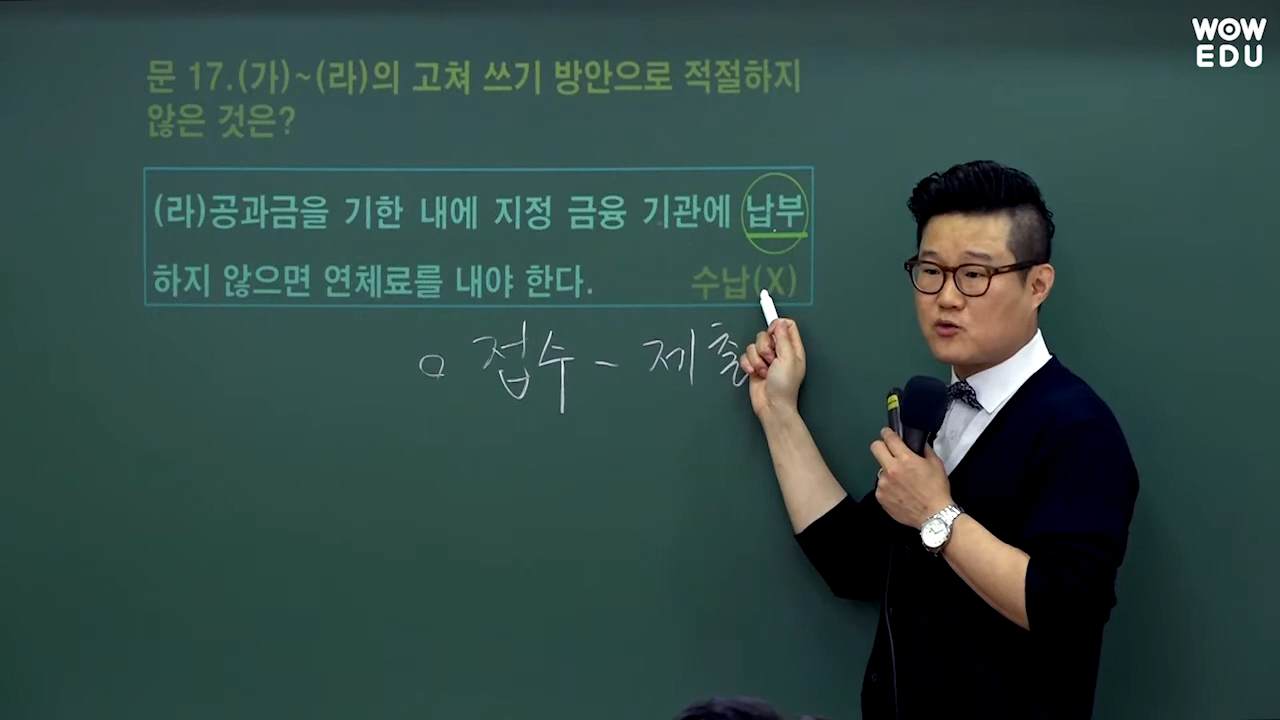 WOW
EDU
문 17.(가)~(라)의 고쳐 쓰기 방안으로 적절하지
않은 것은?
(라)공과금을 기한 내에 지정 금융 기관에 납부
하지 않으면 연체료를 내야 한다.
수납(X)
접수 - 제출